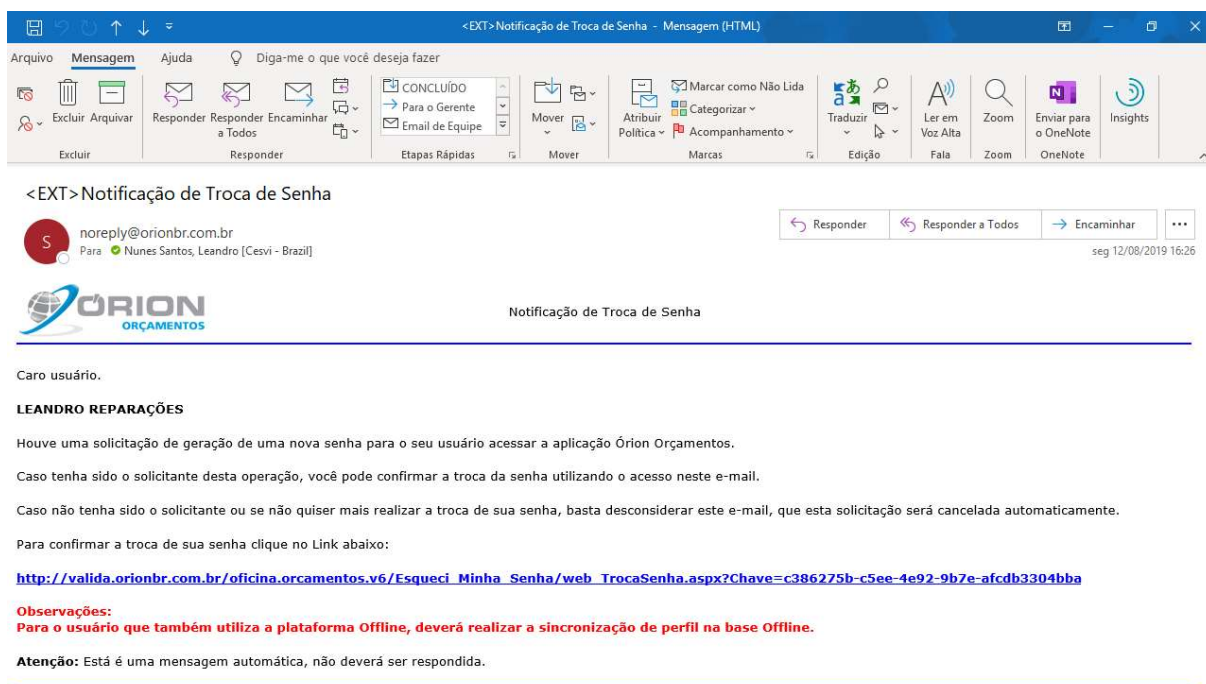 <EXT>Notificação de Troca de Senha - Mensagem (HTML)
Arquivo Mensagem Ajuda Diga-me o que você deseja fazer
Excluir Arquivar
Responder Responder a Todos Encaminhar
CONCLUÍDO
Para o Gerente
Email de Equipe
Mover
Atribuir Política
Marcar como Não Lida
Categorizar
Acompanhamento
Traduzir
Ler em Voz Alta
Zoom
Enviar para o OneNote
Insights
Excluir Responder Etapas Rápidas Mover Marcas Edição Fala Zoom OneNote
<EXT>Notificação de Troca de Senha
S
noreply@orionbr.com.br
Para Nunes Santos, Leandro [Cesvi - Brazil]
Responder Responder a Todos Encaminhar ...
seg 12/08/2019 16:26
ÓRION
ORÇAMENTOS
Notificação de Troca de Senha
Caro usuário.
LEANDRO REPARAÇÕES
Houve uma solicitação de geração de uma nova senha para o seu usuário acessar a aplicação Órion Orçamentos.
Caso tenha sido o solicitante desta operação, você pode confirmar a troca da senha utilizando o acesso neste e-mail.
Caso não tenha sido o solicitante ou se não quiser mais realizar a troca de sua senha, basta desconsiderar este e-mail, que esta solicitação será cancelada automaticamente.
Para confirmar a troca de sua senha clique no Link abaixo:
http://valida.orionbr.com.br/oficina.orcamentos.v6/Esqueci_Minha_Senha/web_TrocaSenha.aspx?Chave=c386275b-c5ee-4e92-9b7e-afcdb3304bba
Observações:
Para o usuário que também utiliza a plataforma Offline, deverá realizar a sincronização de perfil na base Offline.
Atenção: Está é uma mensagem automática, não deverá ser respondida.